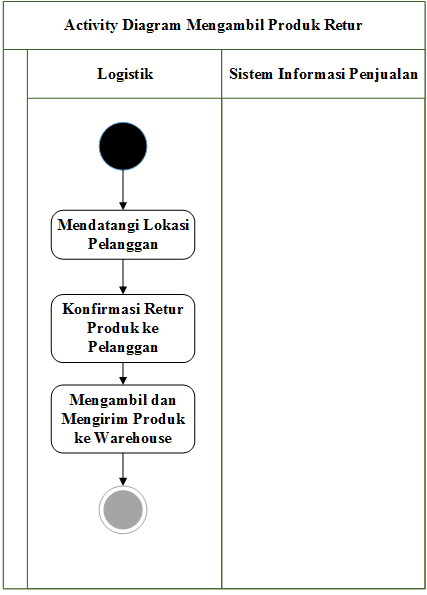 Activity Diagram Mengambil Produk Retur
Logistik
Sistem Informasi Penjualan
Mendatangi Lokasi
Pelanggan
Konfirmasi Retur
Produk ke
Pelanggan
Mengambil dan
Mengirim Produk
ke Warehouse